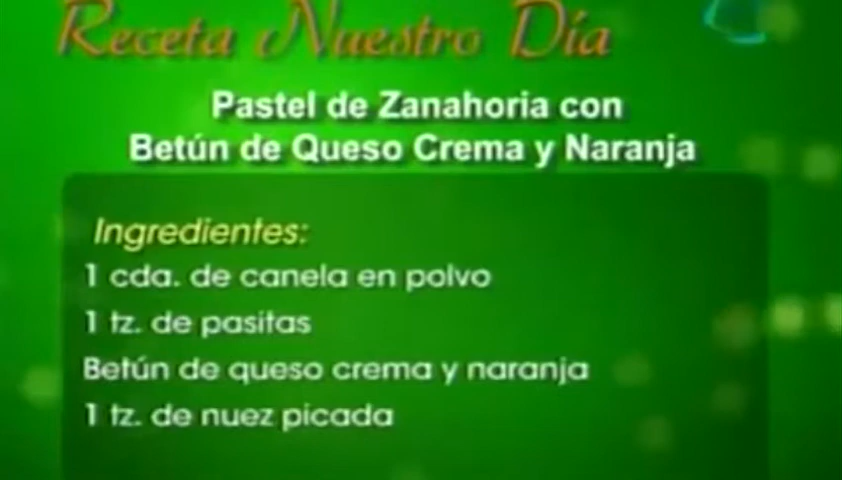 Receta Nuestro Día
Pastel de Zanahoria con
Betún de Queso Crema y Naranja
Ingredientes:
1 cda. de canela en polvo
1 tz. de pasitas
Betún de queso crema y naranja
1 tz. de nuez picada